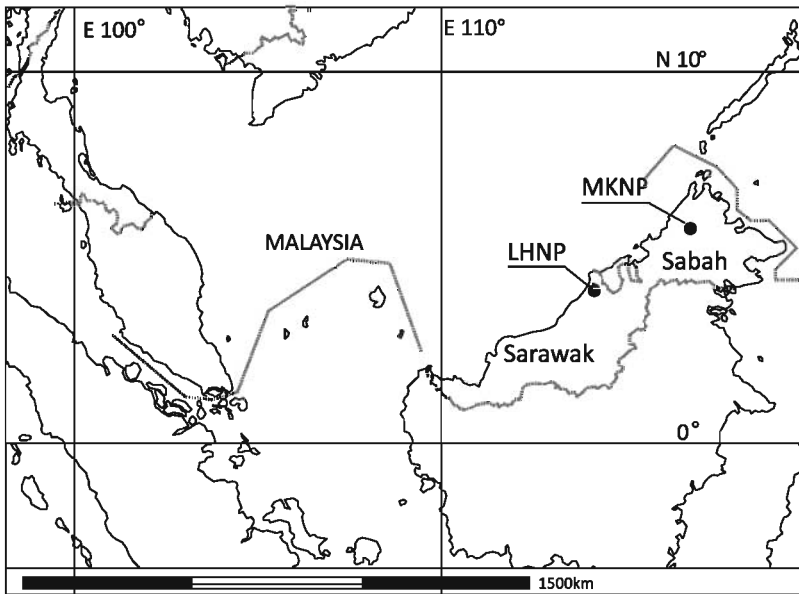 E 100°
E 110°
N 10°
MKNP
MALAYSIA
LHNP
Sabah
Sarawak
0°
1500km